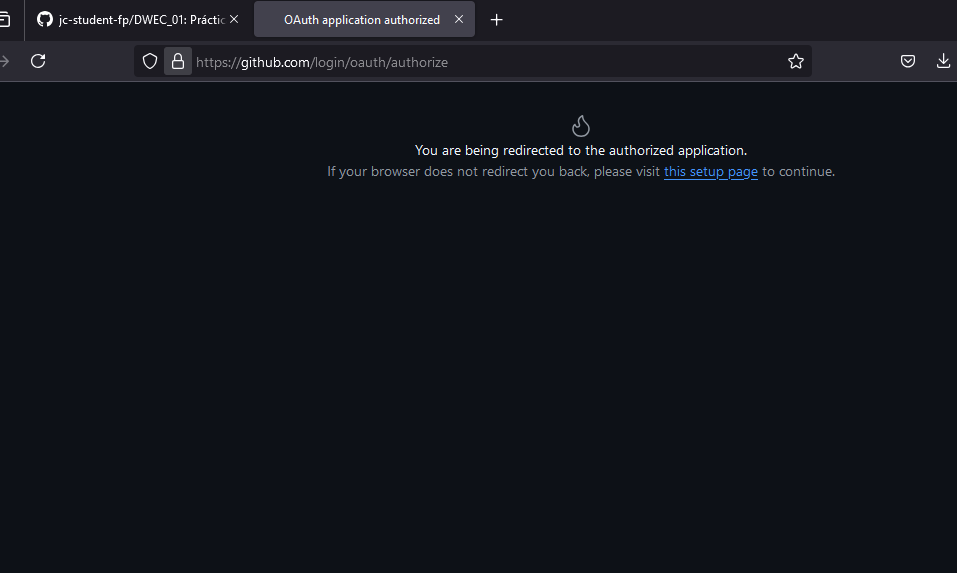 jc-student-fp/DWEC_01: Práctic
OAuth application authorized
https://github.com/login/oauth/authorize
You are being redirected to the authorized application.
If your browser does not redirect you back, please visit this setup page to continue.